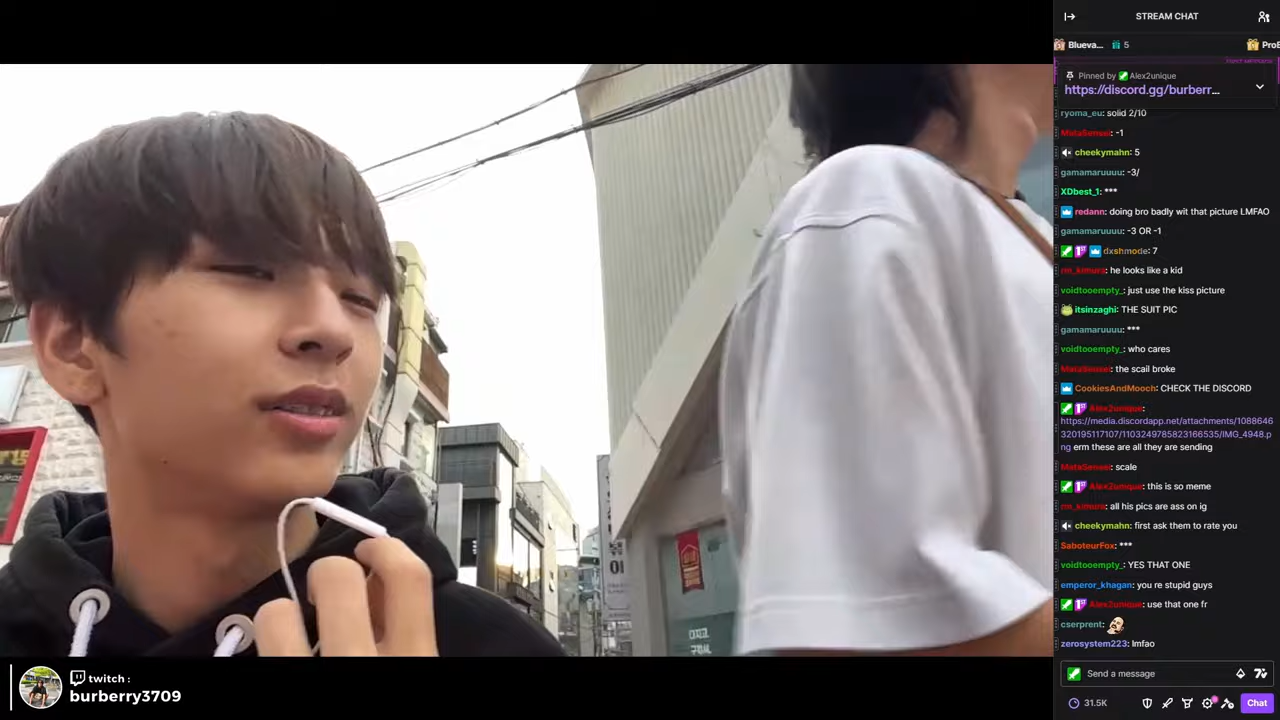 STREAM CHAT
Blueva... 5
ProB
Pinned by Alex2unique
https://discord.gg/burberr...
ryoma_eu: solid 2/10
MataSensei: -1
cheekymahn: 5
gamamaruuuu: -3/
XDbest_1: ***
redann: doing bro badly wit that picture LMFAO
gamamaruuuu: -3 OR -1
dxshmode: 7
rm_kimura: he looks like a kid
voidtooempty_: just use the kiss picture
itsinzaghi: THE SUIT PIC
gamamaruuuu: ***
voidtooempty_: who cares
MataSensei: the scail broke
CookiesAndMooch: CHECK THE DISCORD
Alex2unique:
https://media.discordapp.net/attachments/1088646
320195117107/1103249785823166535/IMG_4948.p
ng erm these are all they are sending
MataSensei: scale
Alex2unique: this is so meme
rm_kimura: all his pics are ass on ig
cheekymahn: first ask them to rate you
SaboteurFox: ***
voidtooempty_: YES THAT ONE
emperor_khagan: you re stupid guys
Alex2unique: use that one fr
cserprent:
zerosystem223: lmfao
Send a message
31.5K
Chat
twitch :
burberry3709